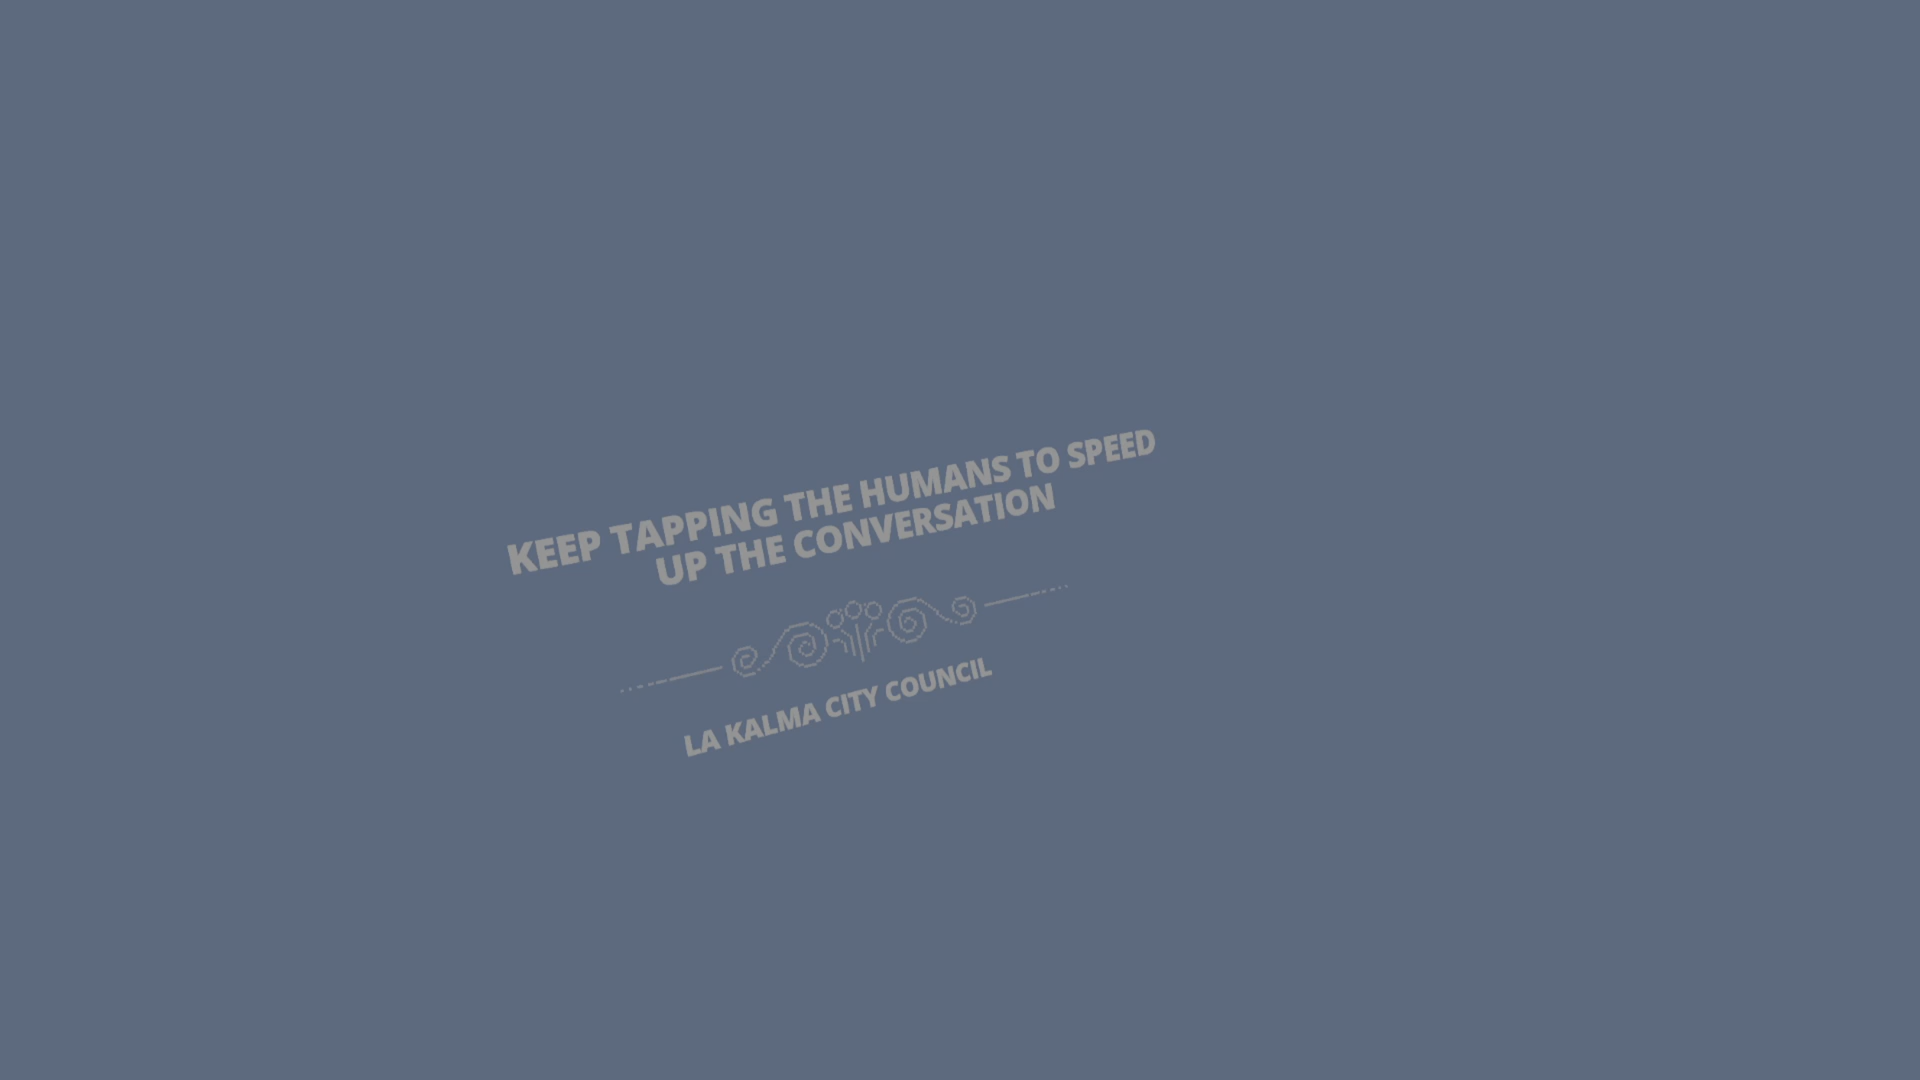 KEEP TAPPING THE HUMANS TO SPEED
UP THE CONVERSATION
LA KALMA CITY COUNCIL